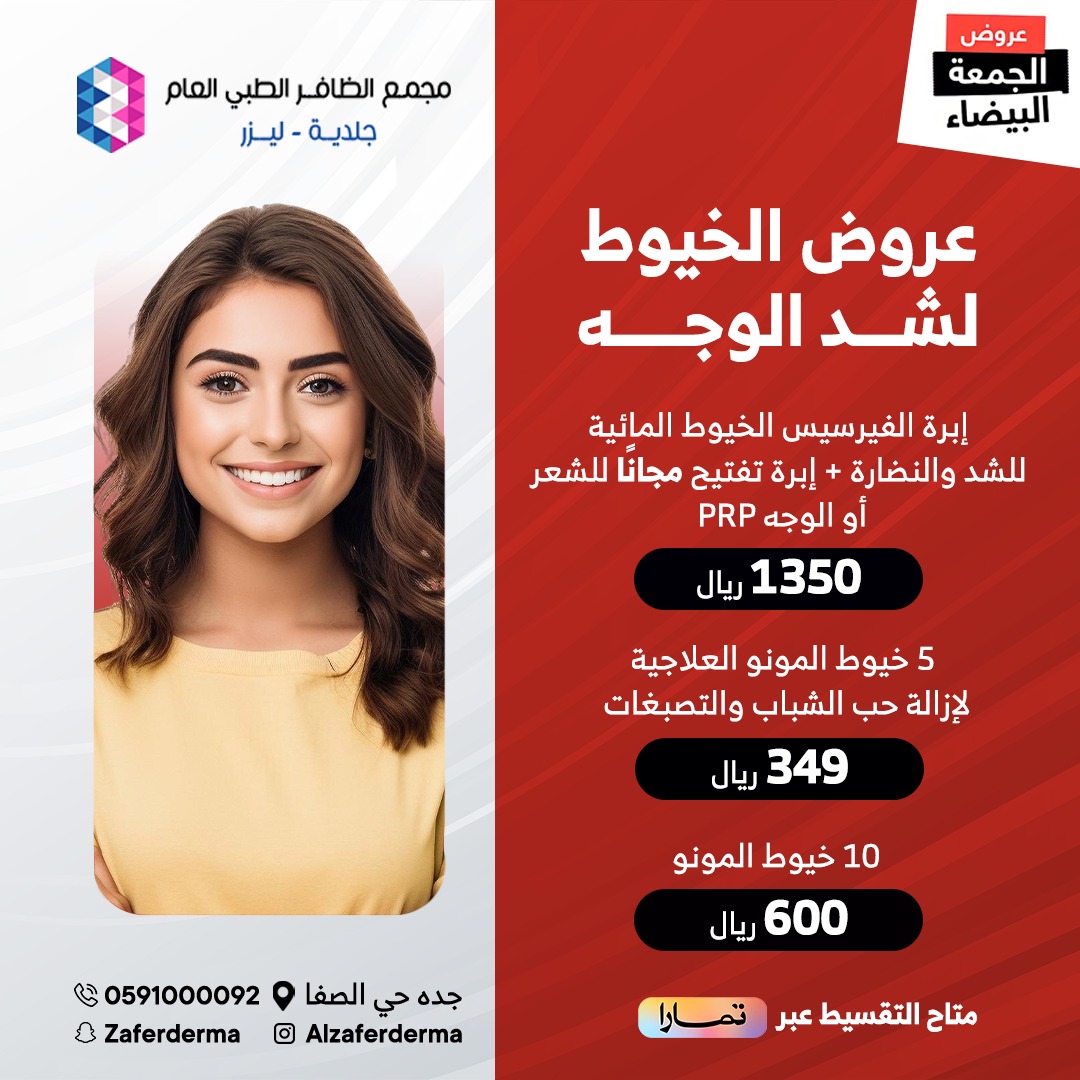 مجمع الظافر الطبي العام
جلدية - ليزر
عروض
الجمعة
البيضاء
عروض الخيوط
لشد الوجه
إبرة الفيرسيس الخيوط المائية
للشد والنضارة + إبرة تفتيح مجانًا للشعر
أو الوجه PRP
1350 ريال
5 خيوط المونو العلاجية
لإزالة حب الشباب والتصبغات
349 ريال
10 خيوط المونو
600 ريال
متاح التقسيط عبر تمارا
جده حي الصفا 0591000092
Zaferderma Alzaferderma